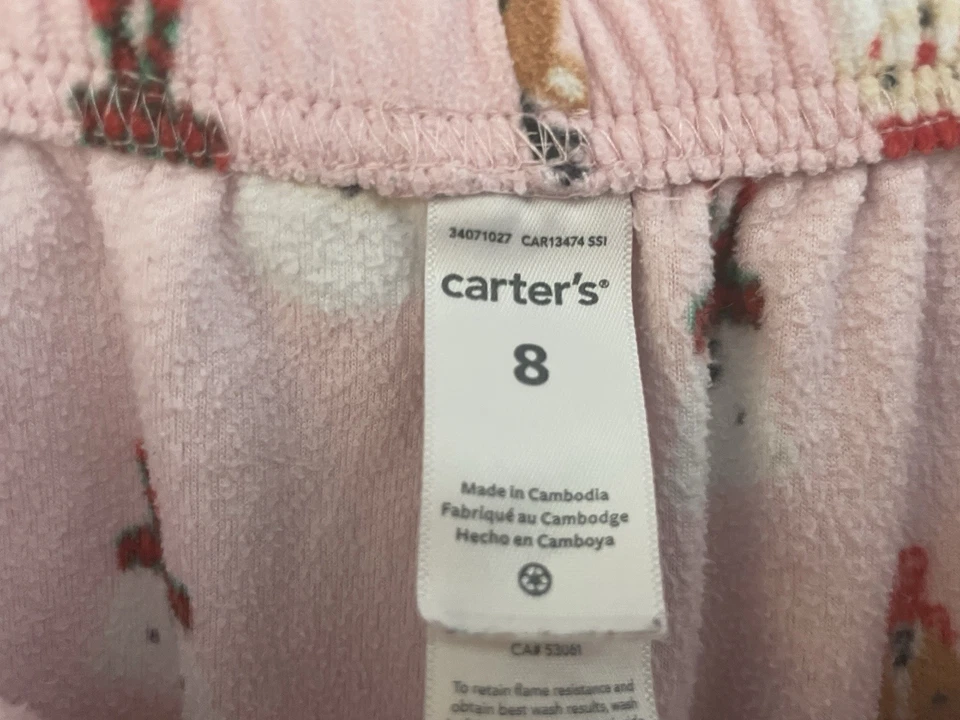 34071027 CAR13474 SSI
carter's®
8
Made in Cambodia
Fabriqué au Cambodge
Hecho en Camboya
CA# 53061
To retain flame resistance and
obtain best wash results, wash